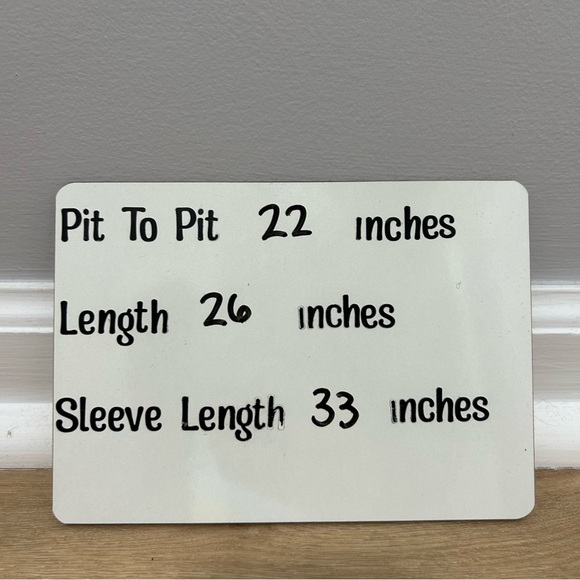 Pit To Pit 22 inches
Length 26 inches
Sleeve Length 33 inches